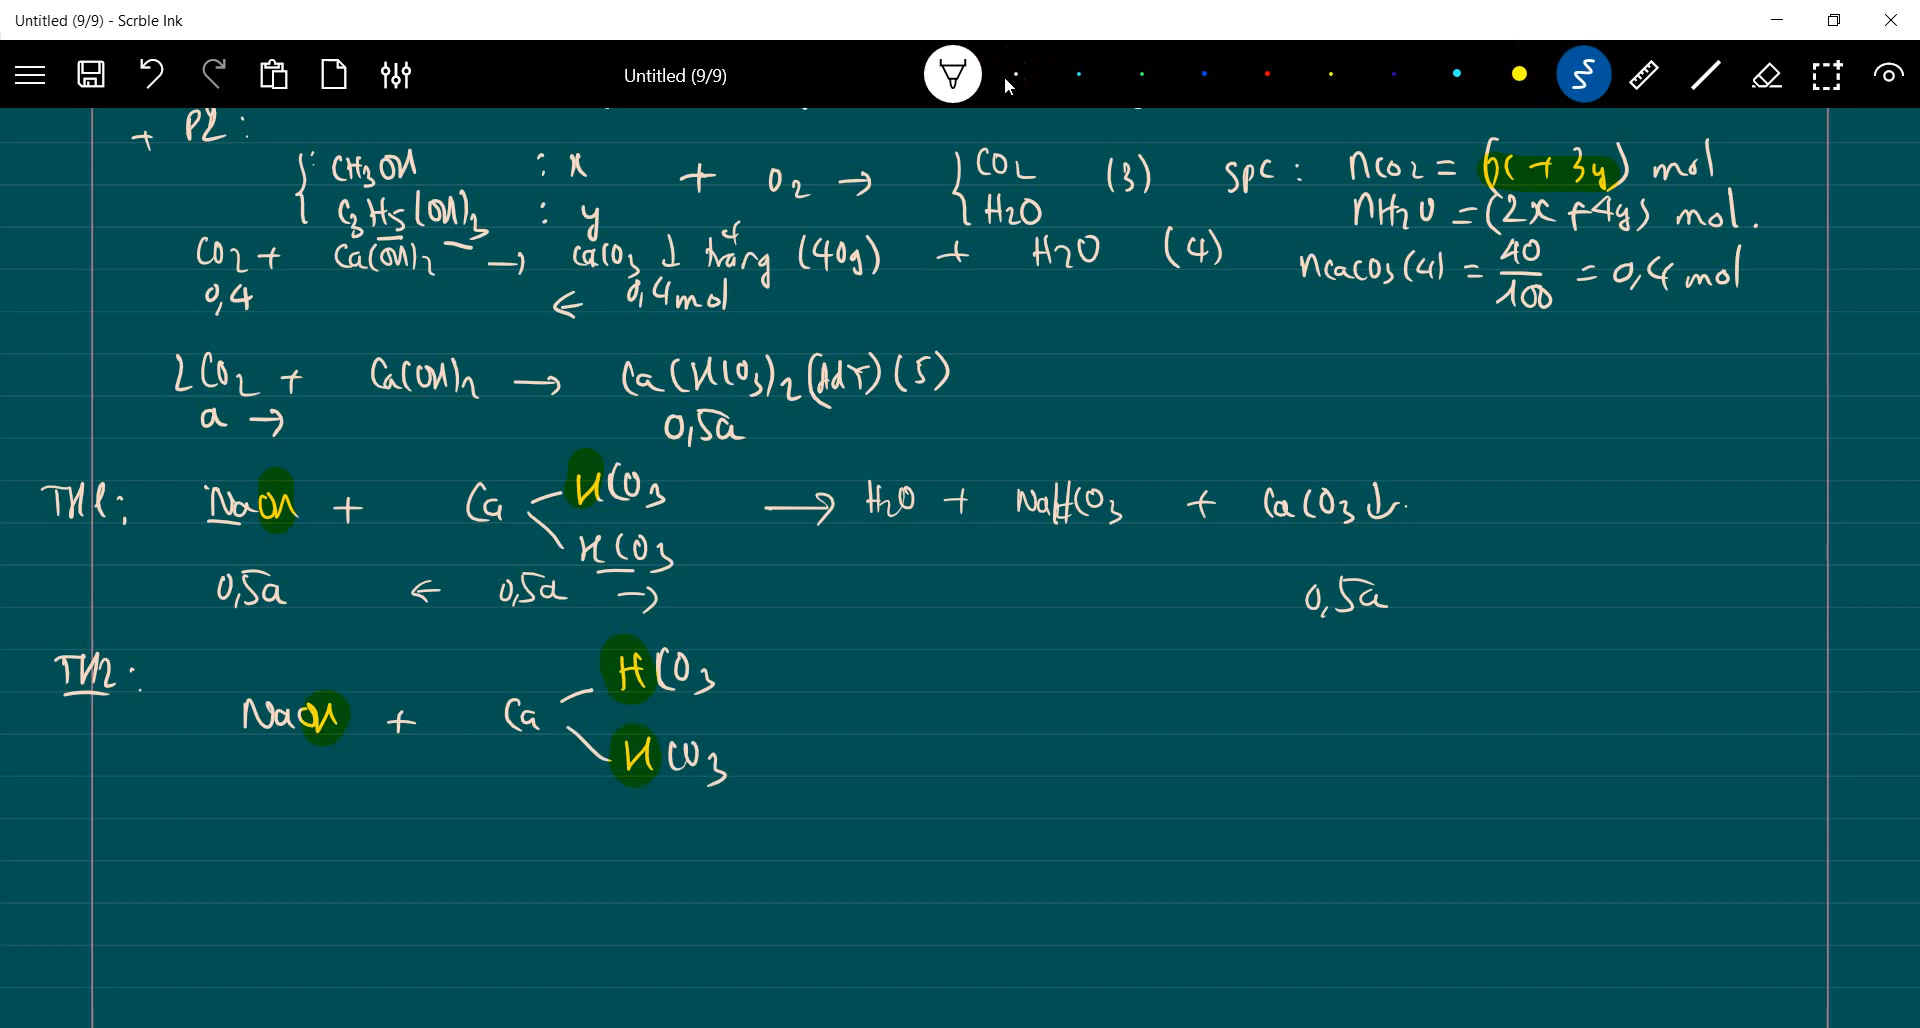 Untitled (9/9) - Scrble Ink
Untitled (9/9)
+ P2 :
CH3OH : x + O2 → CO2 (3) spc : nCO2 = (x + 3y) mol
C3H5(OH)3 : y H2O nH2O = (2x + 4y) mol.
CO2 + Ca(OH)2 → CaCO3 ↓ trắng (40g) + H2O (4) nCaCO3(4) = 40/100 = 0,4 mol
0,4 ← 0,4 mol
2CO2 + Ca(OH)2 → Ca(HCO3)2 (ddY) (5)
a → 0,5a
TH1: NaOH + Ca HCO3 HCO3 → H2O + NaHCO3 + CaCO3 ↓.
0,5a ← 0,5a → 0,5a
TH2:
NaOH + Ca HCO3 HCO3